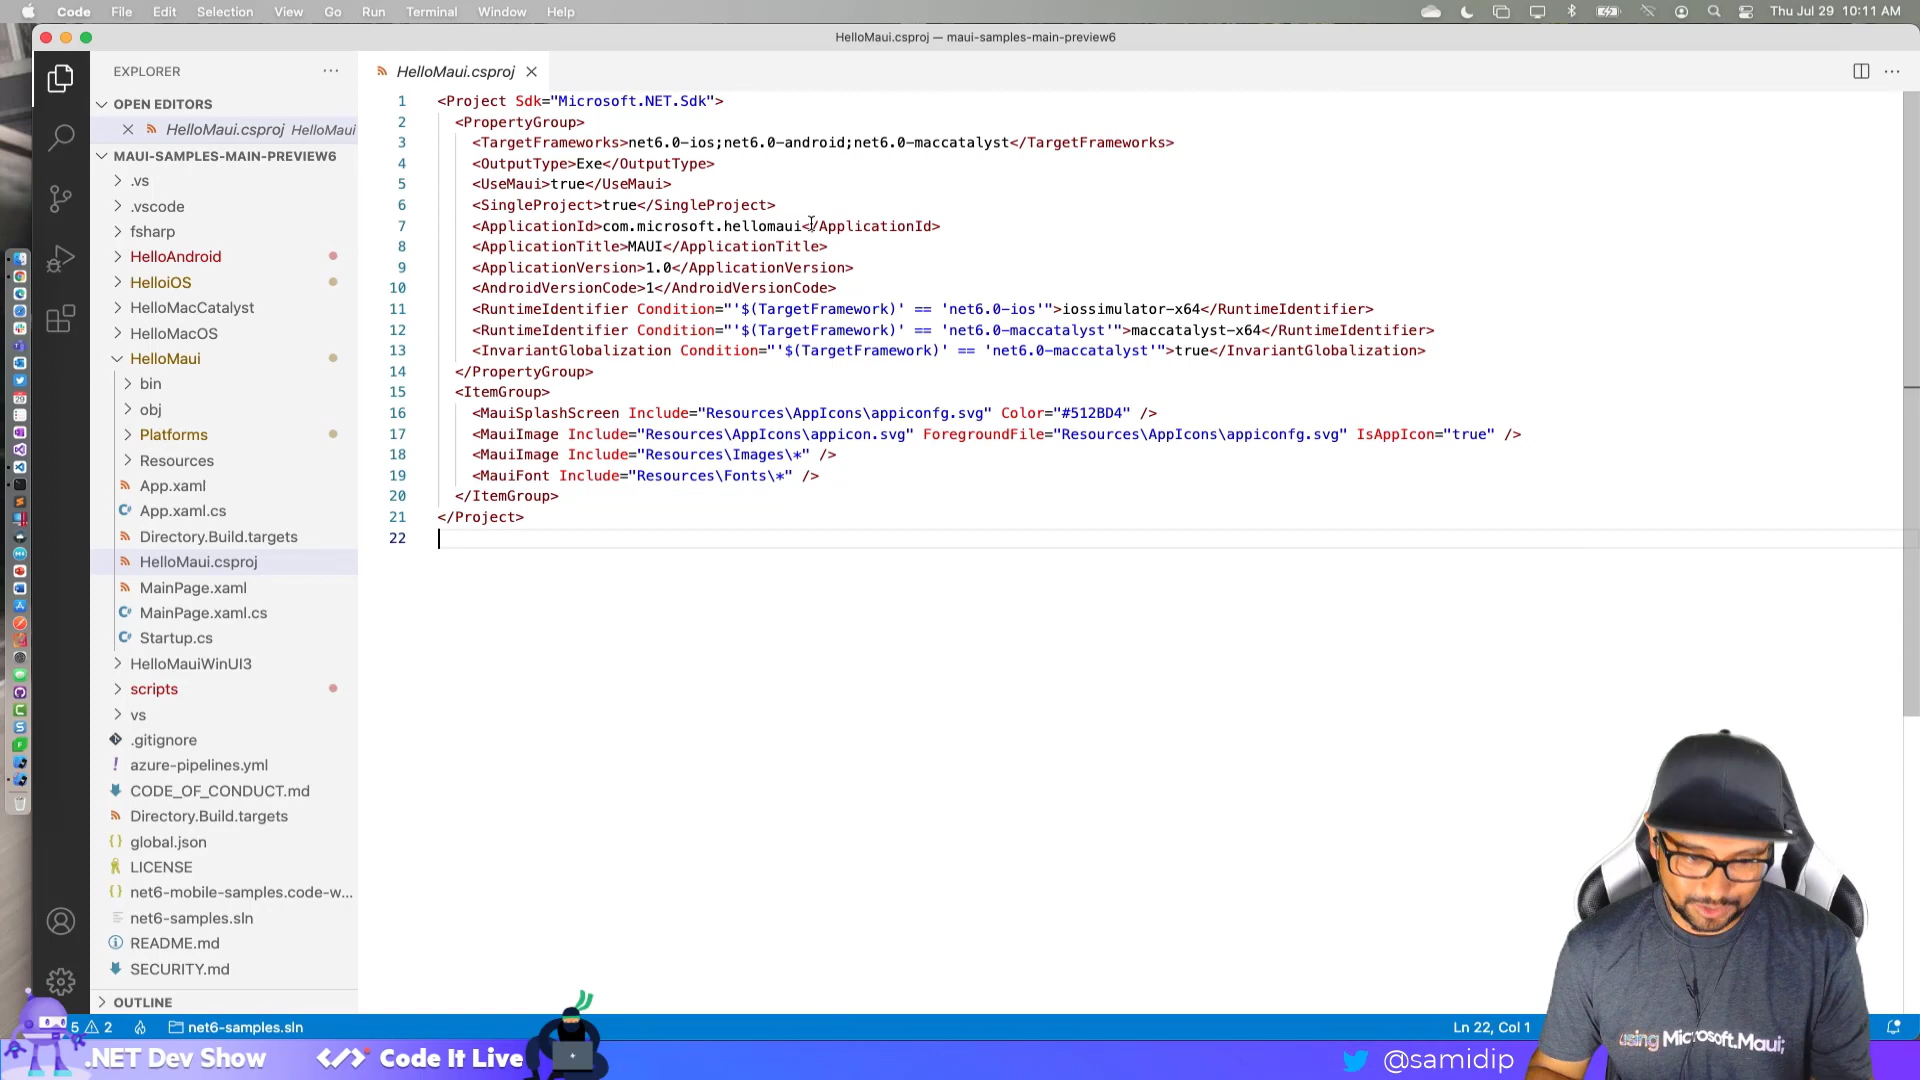 Code File Edit Selection View Go Run Terminal Window Help Thu Jul 29 10:11 AM
HelloMaui.csproj — maui-samples-main-preview6
EXPLORER
OPEN EDITORS
HelloMaui.csproj HelloMaui
MAUI-SAMPLES-MAIN-PREVIEW6
.vs
.vscode
fsharp
HelloAndroid
HelloiOS
HelloMacCatalyst
HelloMacOS
HelloMaui
bin
obj
Platforms
Resources
App.xaml
App.xaml.cs
Directory.Build.targets
HelloMaui.csproj
MainPage.xaml
MainPage.xaml.cs
Startup.cs
HelloMauiWinUI3
scripts
vs
.gitignore
azure-pipelines.yml
CODE_OF_CONDUCT.md
Directory.Build.targets
global.json
LICENSE
net6-mobile-samples.code-w...
net6-samples.sln
README.md
SECURITY.md
OUTLINE
HelloMaui.csproj
1 <Project Sdk="Microsoft.NET.Sdk">
2 <PropertyGroup>
3 <TargetFrameworks>net6.0-ios;net6.0-android;net6.0-maccatalyst</TargetFrameworks>
4 <OutputType>Exe</OutputType>
5 <UseMaui>true</UseMaui>
6 <SingleProject>true</SingleProject>
7 <ApplicationId>com.microsoft.hellomaui</ApplicationId>
8 <ApplicationTitle>MAUI</ApplicationTitle>
9 <ApplicationVersion>1.0</ApplicationVersion>
10 <AndroidVersionCode>1</AndroidVersionCode>
11 <RuntimeIdentifier Condition="'$(TargetFramework)' == 'net6.0-ios'">iossimulator-x64</RuntimeIdentifier>
12 <RuntimeIdentifier Condition="'$(TargetFramework)' == 'net6.0-maccatalyst'">maccatalyst-x64</RuntimeIdentifier>
13 <InvariantGlobalization Condition="'$(TargetFramework)' == 'net6.0-maccatalyst'">true</InvariantGlobalization>
14 </PropertyGroup>
15 <ItemGroup>
16 <MauiSplashScreen Include="Resources\AppIcons\appiconfg.svg" Color="#512BD4" />
17 <MauiImage Include="Resources\AppIcons\appicon.svg" ForegroundFile="Resources\AppIcons\appiconfg.svg" IsAppIcon="true" />
18 <MauiImage Include="Resources\Images\*" />
19 <MauiFont Include="Resources\Fonts\*" />
20 </ItemGroup>
21 </Project>
22
5 2 net6-samples.sln Ln 22, Col 1
using Microsoft.Maui;
.NET Dev Show Code It Live @samidip